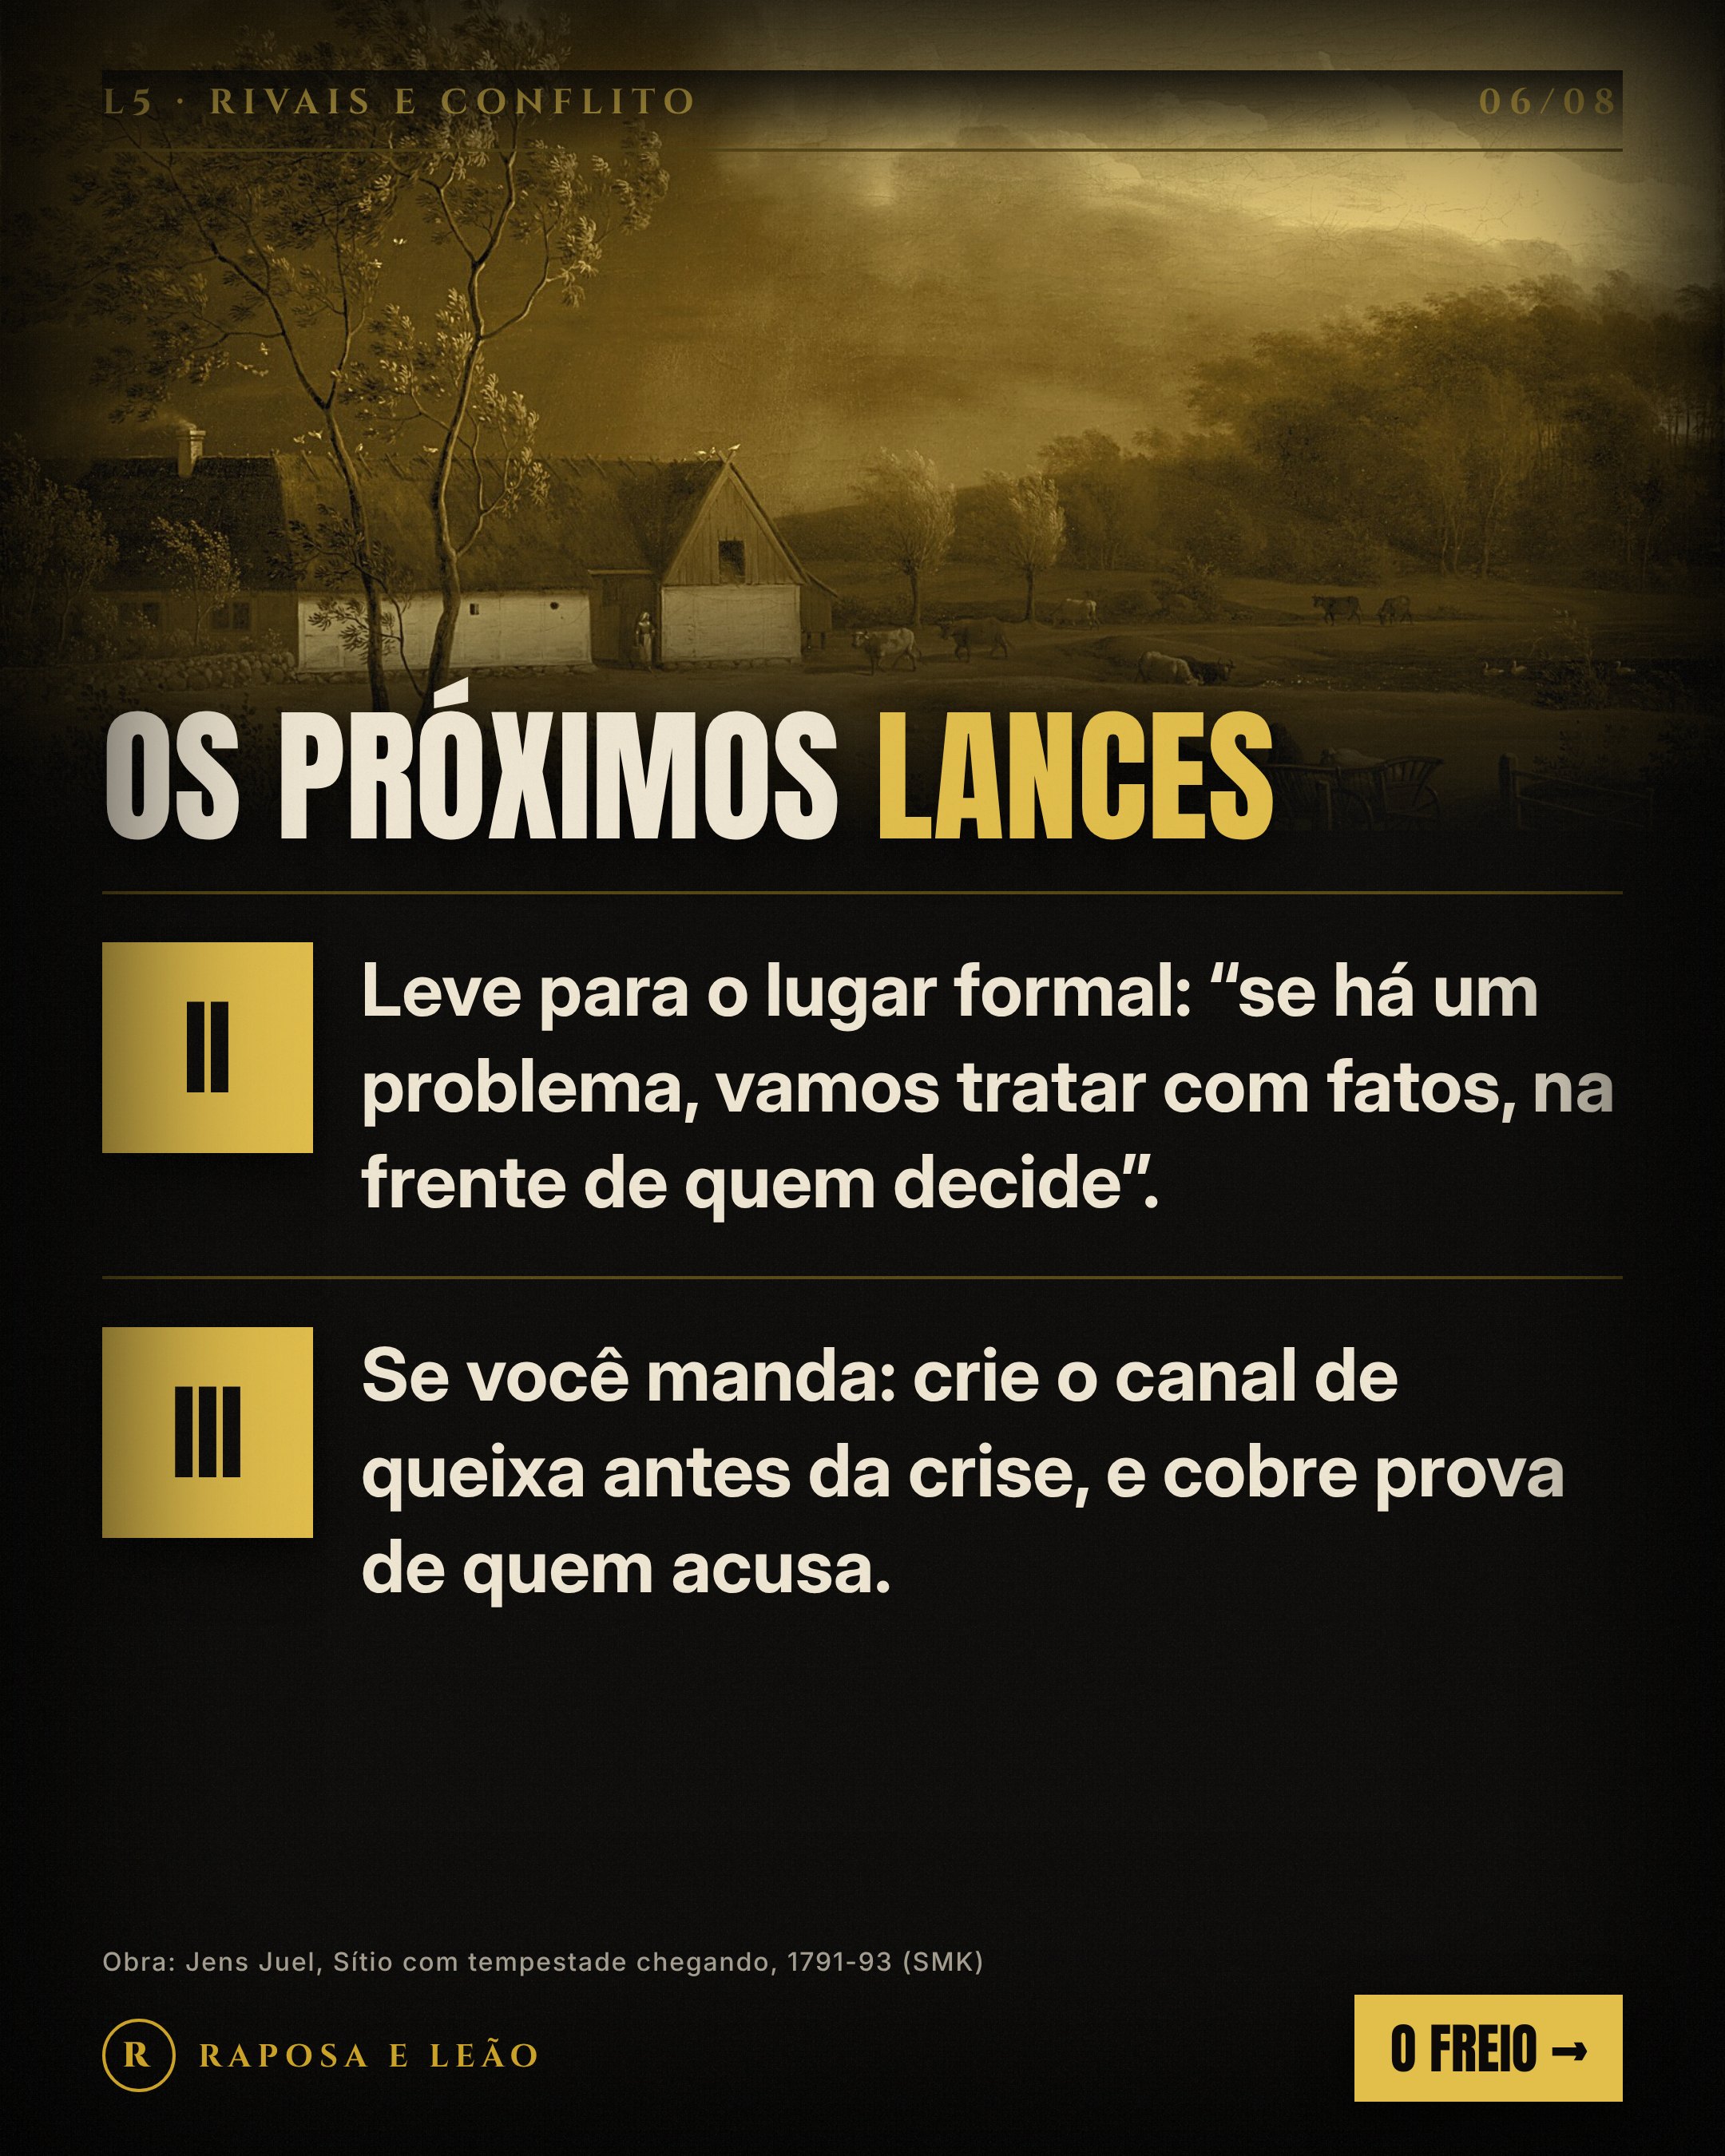 L5 · RIVAIS E CONFLITO
06/08
OS PRÓXIMOS LANCES
II
Leve para o lugar formal: “se há um
problema, vamos tratar com fatos, na
frente de quem decide”.
III
Se você manda: crie o canal de
queixa antes da crise, e cobre prova
de quem acusa.
Obra: Jens Juel, Sítio com tempestade chegando, 1791-93 (SMK)
R RAPOSA E LEÃO
O FREIO →